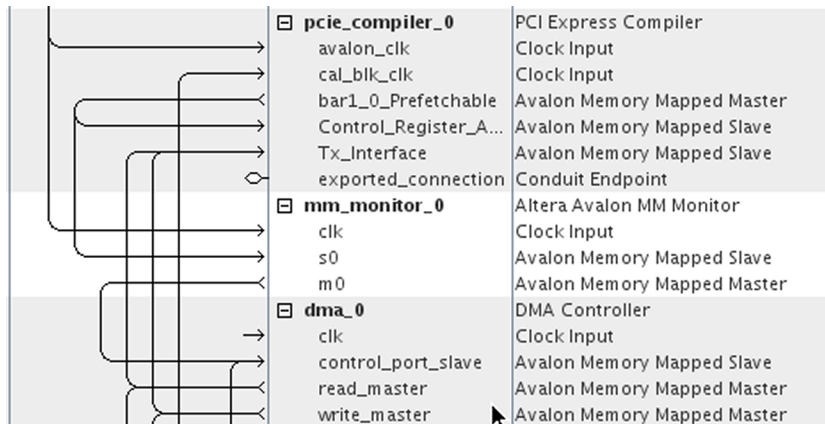 pcie_compiler_0 PCI Express Compiler
avalon_clk Clock Input
cal_blk_clk Clock Input
bar1_0_Prefetchable Avalon Memory Mapped Master
Control_Register_A... Avalon Memory Mapped Slave
Tx_Interface Avalon Memory Mapped Slave
exported_connection Conduit Endpoint
mm_monitor_0 Altera Avalon MM Monitor
clk Clock Input
s0 Avalon Memory Mapped Slave
m0 Avalon Memory Mapped Master
dma_0 DMA Controller
clk Clock Input
control_port_slave Avalon Memory Mapped Slave
read_master Avalon Memory Mapped Master
write_master Avalon Memory Mapped Master